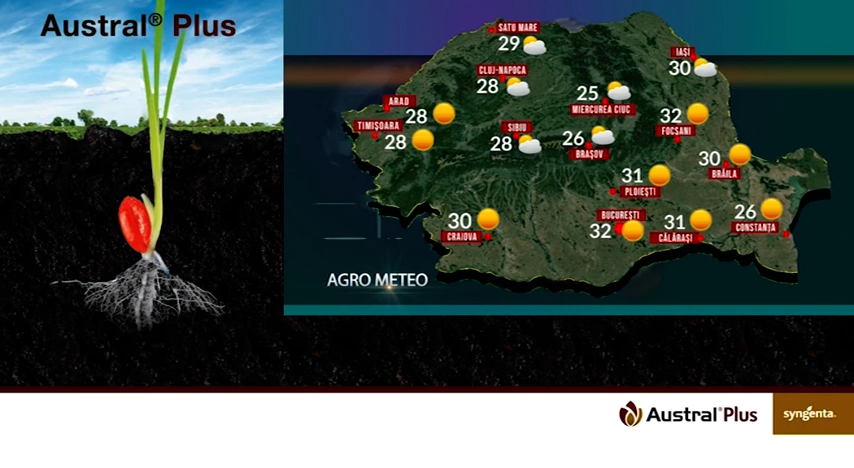 Austral® Plus
SATU MARE
29
IAȘI
30
CLUJ-NAPOCA
28
25
MIERCUREA CIUC
ARAD
28
TIMIȘOARA
28
SIBIU
28
26
BRAȘOV
32
FOCSANI
30
BRĂILA
31
PLOIEȘTI
30
CRAIOVA
BUCUREȘTI
32
31
CĂLĂRAȘI
26
CONSTANȚA
AGRO METEO
Austral® Plus
syngenta